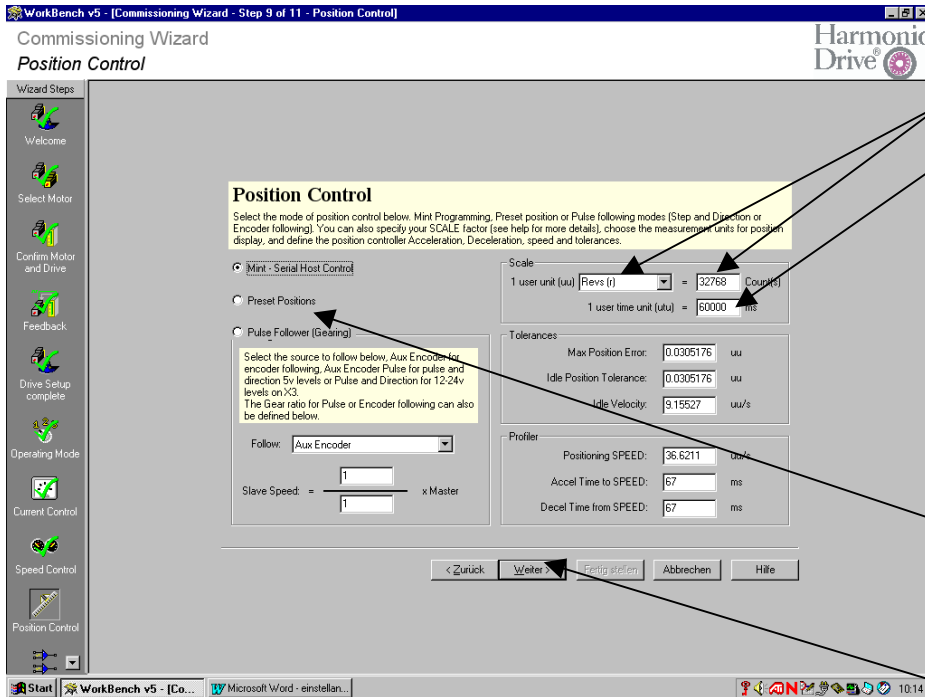 WorkBench v5 - [Commissioning Wizard - Step 9 of 11 - Position Control]
Commissioning Wizard
Position Control
Harmonic
Drive®
Wizard Steps
Welcome
Select Motor
Confirm Motor
and Drive
Feedback
Drive Setup
complete
Operating Mode
Current Control
Speed Control
Position Control
Position Control
Select the mode of position control below. Mint Programming, Preset position or Pulse following modes (Step and Direction or
Encoder following). You can also specify your SCALE factor (see help for more details), choose the measurement units for position
display, and define the position controller Acceleration, Deceleration, speed and tolerances.
Mint - Serial Host Control
Preset Positions
Pulse Follower (Gearing)
Select the source to follow below, Aux Encoder for
encoder following, Aux Encoder Pulse for pulse and
direction 5v levels or Pulse and Direction for 12-24v
levels on X3.
The Gear ratio for Pulse or Encoder following can also
be defined below.
Follow: Aux Encoder
Slave Speed: = 1
1
x Master
Scale
1 user unit (uu) Revs (r) = 32768 Count(s)
1 user time unit (utu) = 60000 ms
Tolerances
Max Position Error: 0.0305176 uu
Idle Position Tolerance: 0.0305176 uu
Idle Velocity: 9.15527 uu/s
Profiler
Positioning SPEED: 36.6211 uu/s
Accel Time to SPEED: 67 ms
Decel Time from SPEED: 67 ms
< Zurück
Weiter >
Fertig stellen
Abbrechen
Hilfe
Start
WorkBench v5 - [Co...
Microsoft Word - einstellan...
10:14